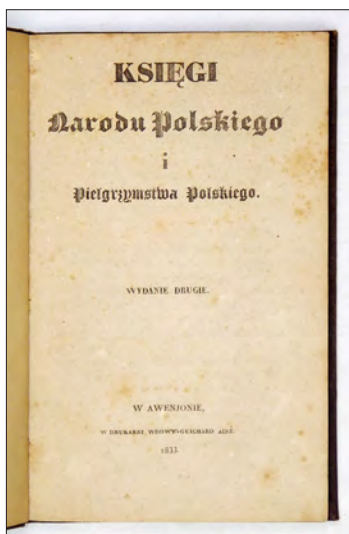 KSIĘGI
Narodu Polskiego
i
Pielgrzymstwa Polskiego.
WYDANIE DRUGIE.
W AWENIONIE,
W DRUKARNI
1833.